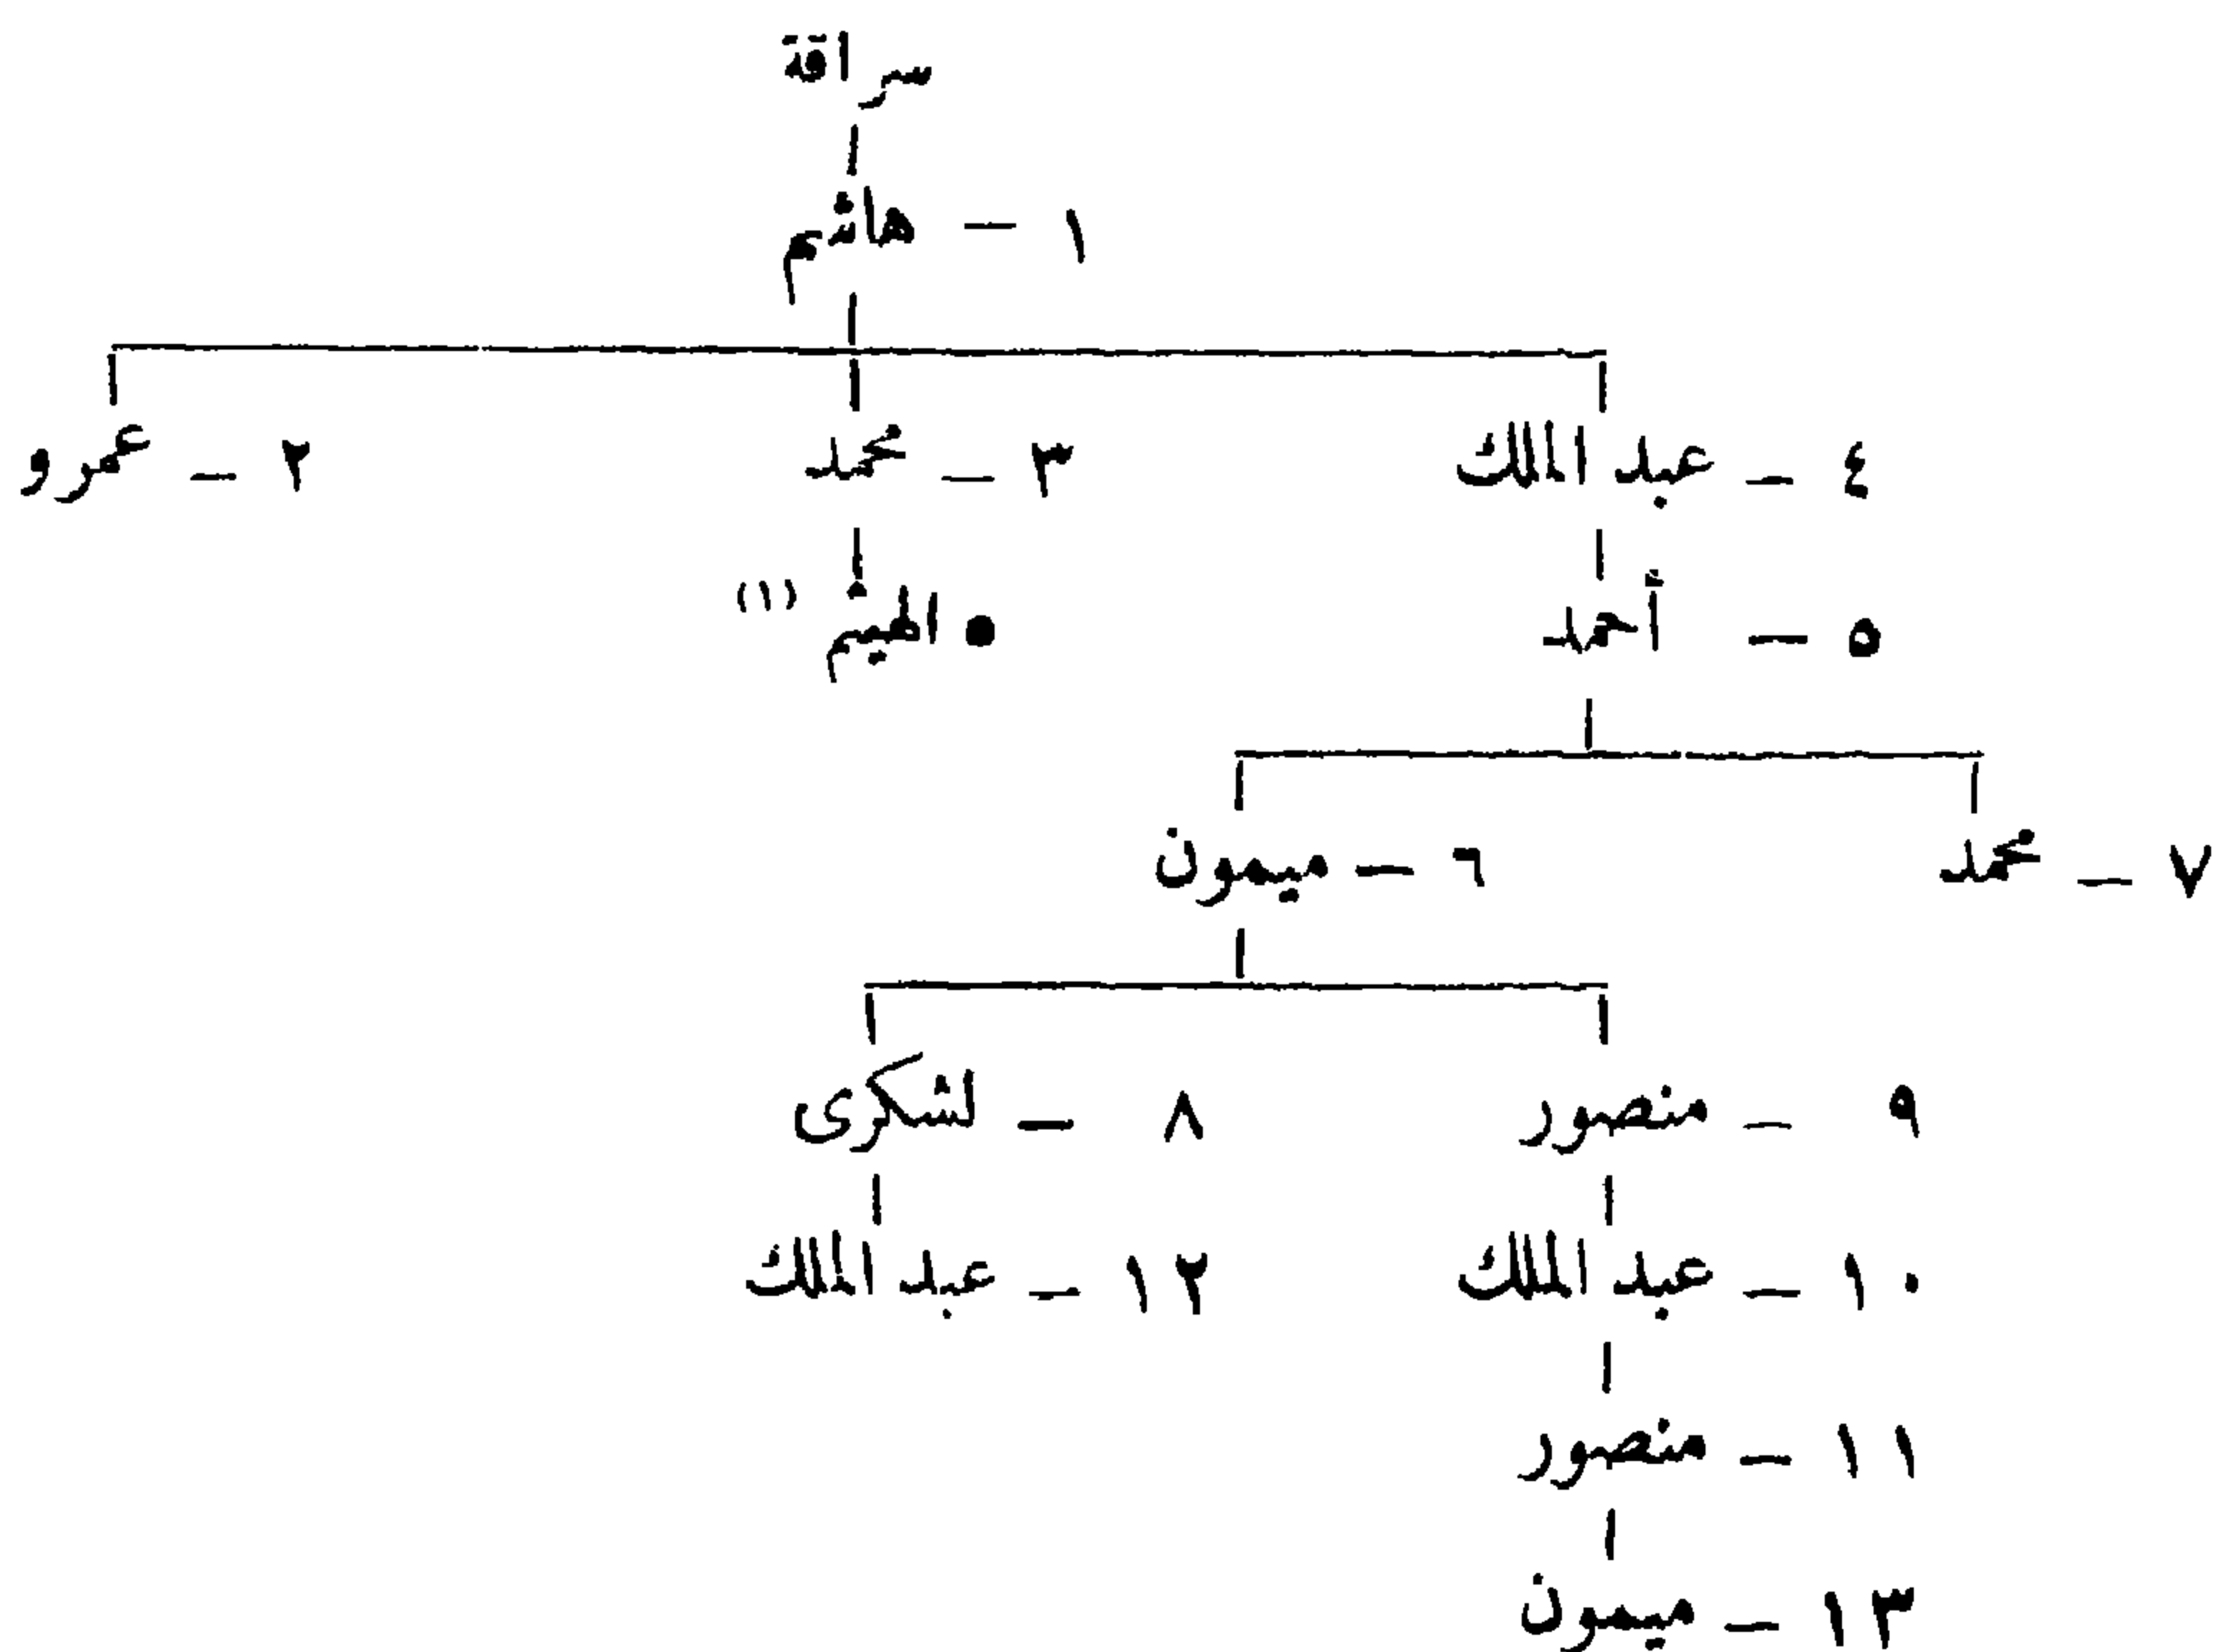 سراقة
١ - هاشم
٤ - عبد الملك ٣ - محمد ٢ - عمرو
٥ - أحمد ● الهيثم (١)
٧ - محمد ٦ - ميمون
٩ - منصور ٨ - لشكرى
١٠ - عبد الملك ١٢ - عبد الملك
١١ - منصور
١٣ - ميمون